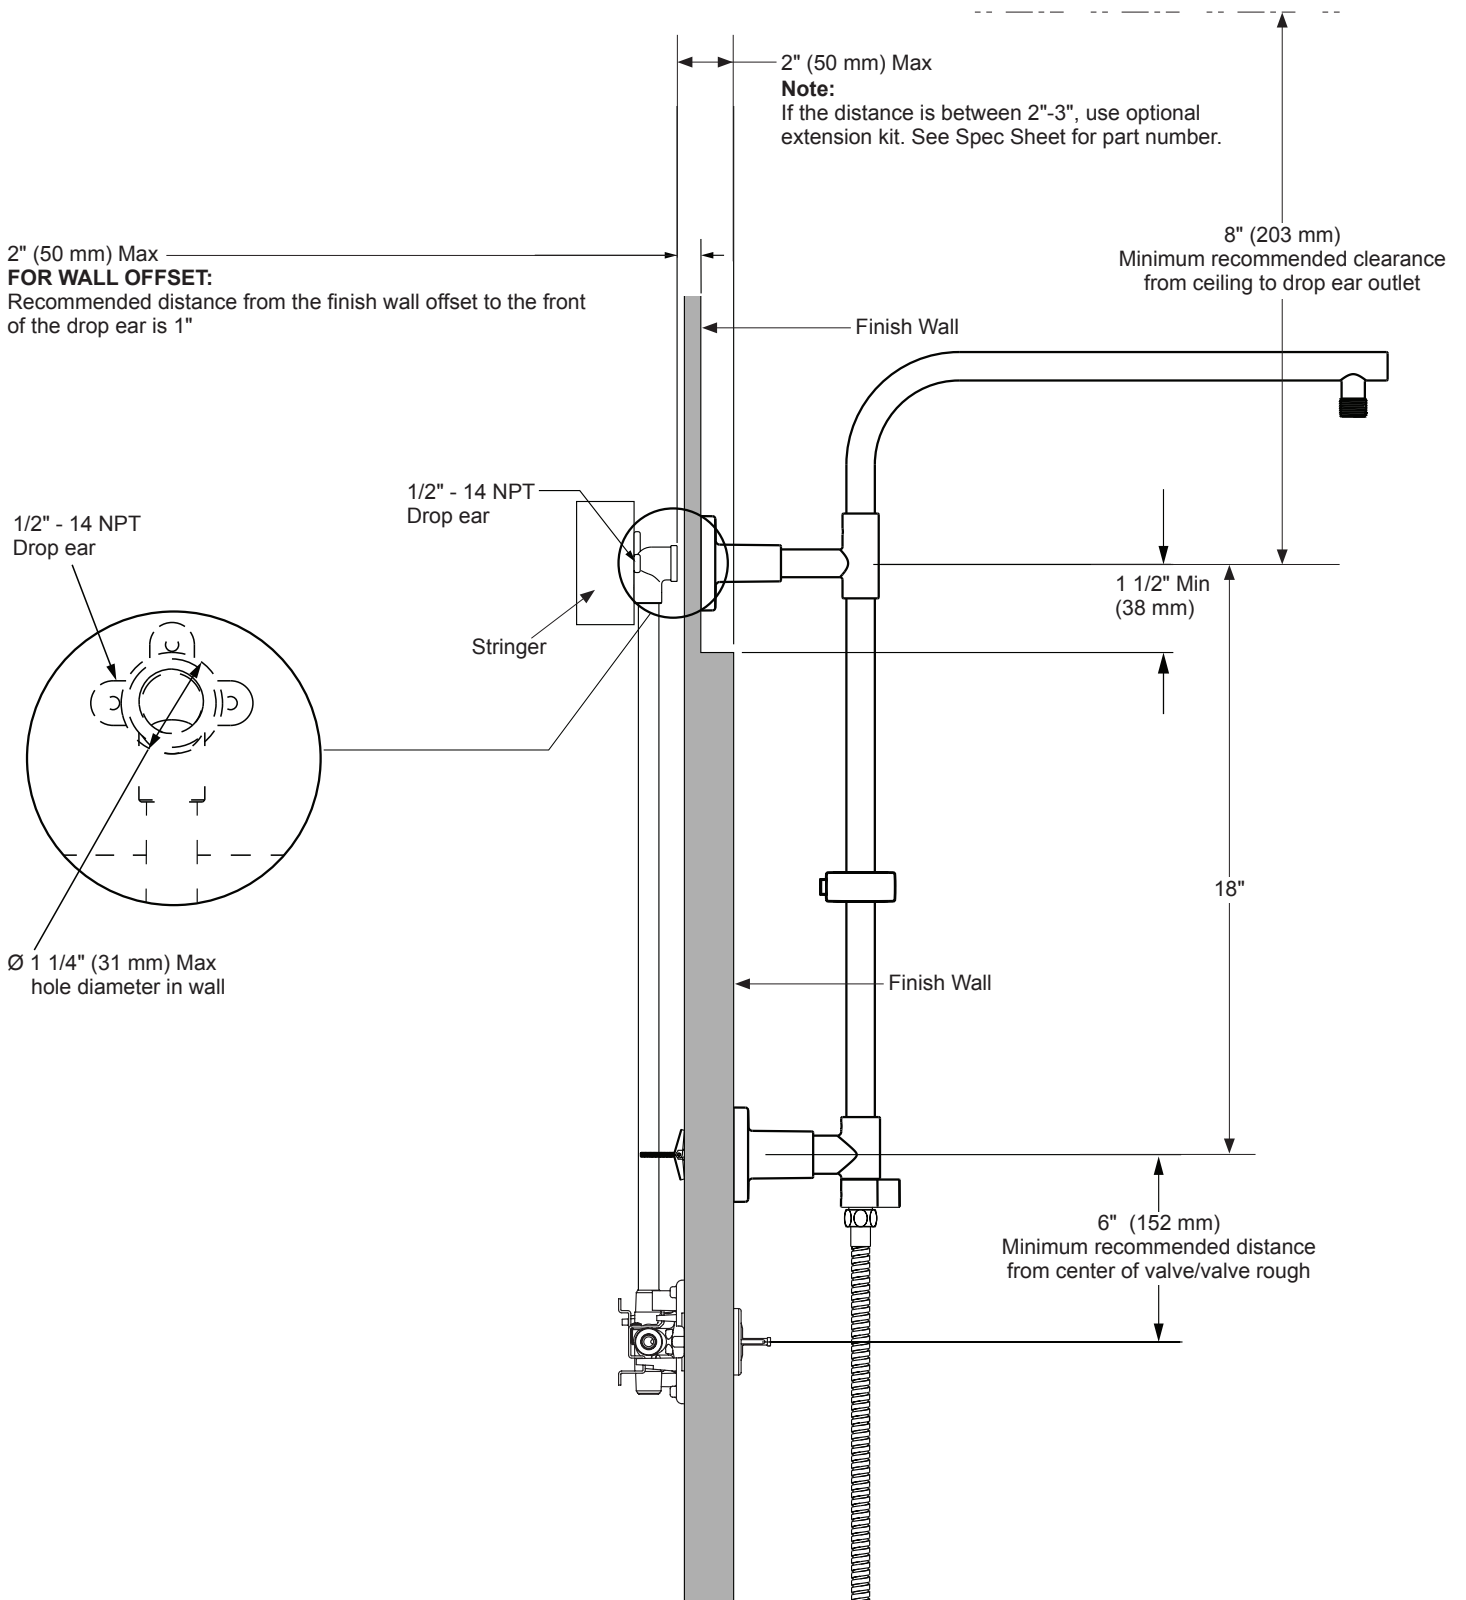 2" (50 mm) Max
Note:
If the distance is between 2"-3", use optional
extension kit. See Spec Sheet for part number.
8" (203 mm)
Minimum recommended clearance
from ceiling to drop ear outlet
2" (50 mm) Max
FOR WALL OFFSET:
Recommended distance from the finish wall offset to the front
of the drop ear is 1"
Finish Wall
1/2" - 14 NPT
Drop ear
1/2" - 14 NPT
Drop ear
1 1/2" Min
(38 mm)
Stringer
18"
Ø 1 1/4" (31 mm) Max
hole diameter in wall
Finish Wall
6" (152 mm)
Minimum recommended distance
from center of valve/valve rough